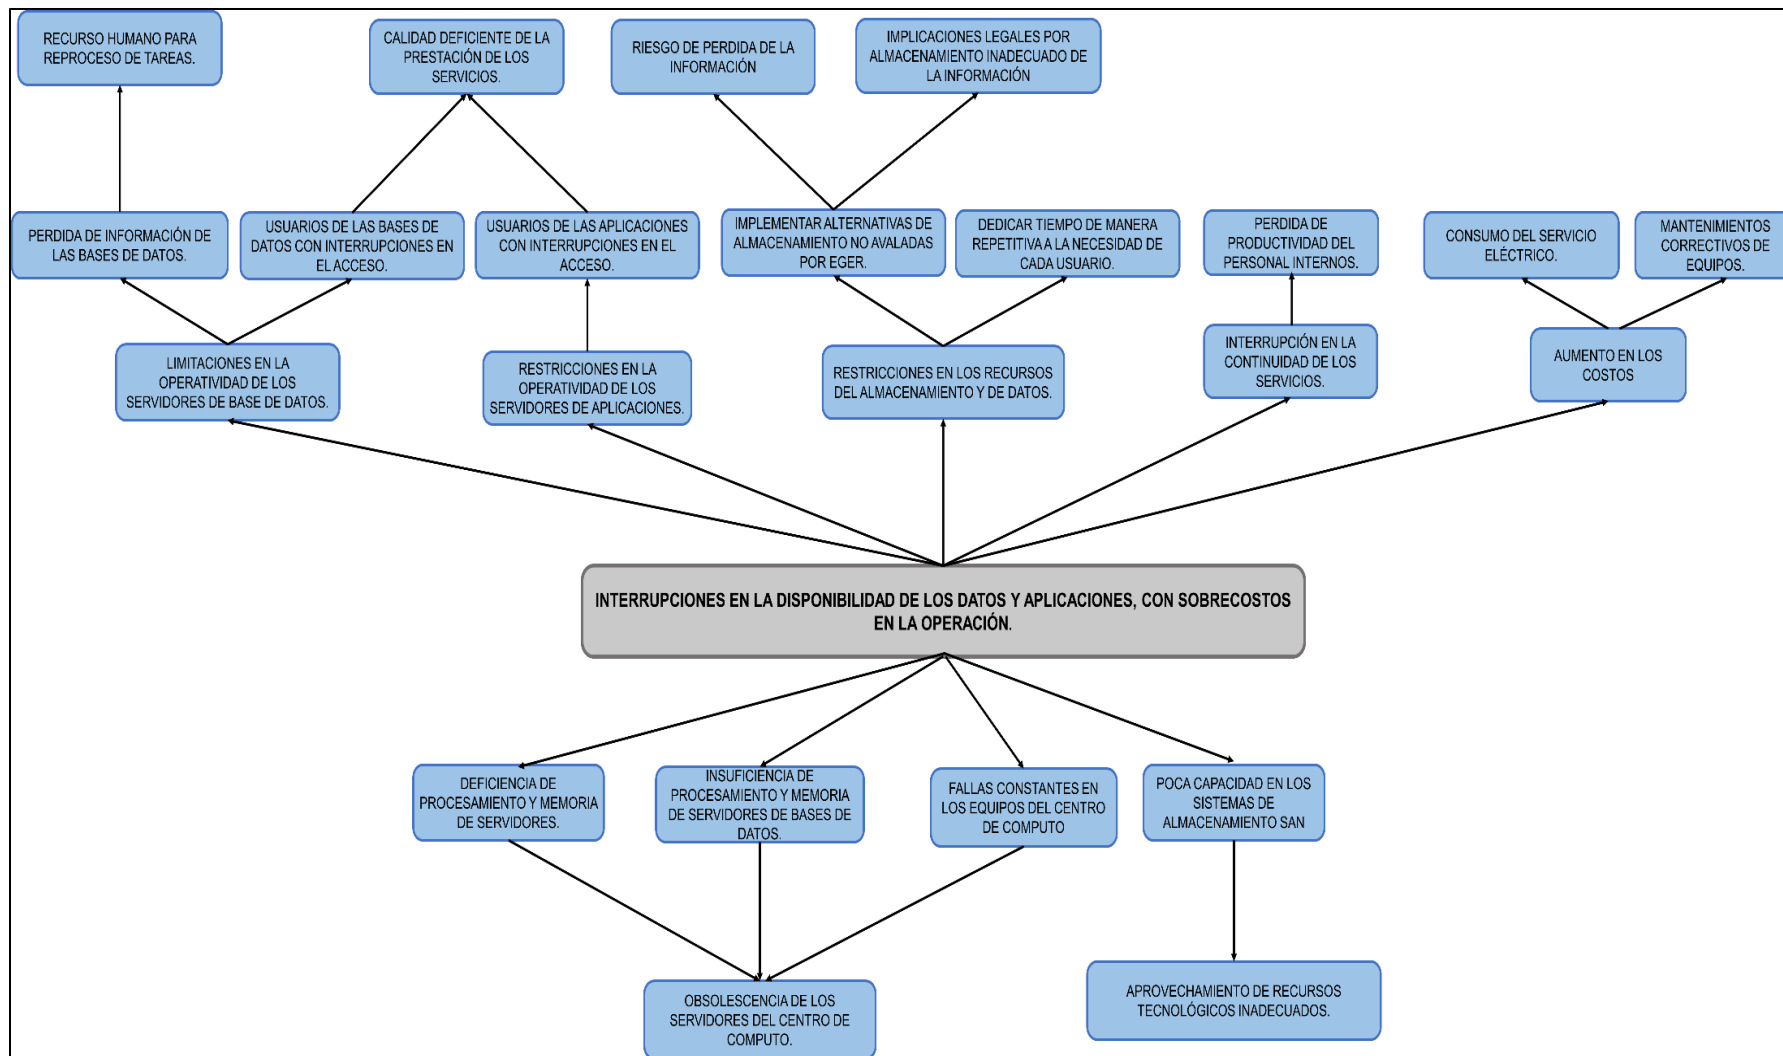 RECURSO HUMANO PARA
REPROCESO DE TAREAS.
CALIDAD DEFICIENTE DE LA
PRESTACIÓN DE LOS
SERVICIOS.
RIESGO DE PERDIDA DE LA
INFORMACIÓN
IMPLICACIONES LEGALES POR
ALMACENAMIENTO INADECUADO DE
LA INFORMACIÓN
PERDIDA DE INFORMACIÓN DE
LAS BASES DE DATOS.
USUARIOS DE LAS BASES DE
DATOS CON INTERRUPCIONES EN
EL ACCESO.
USUARIOS DE LAS APLICACIONES
CON INTERRUPCIONES EN EL
ACCESO.
IMPLEMENTAR ALTERNATIVAS DE
ALMACENAMIENTO NO AVALADAS
POR EGER.
DEDICAR TIEMPO DE MANERA
REPETITIVA A LA NECESIDAD DE
CADA USUARIO.
PERDIDA DE
PRODUCTIVIDAD DEL
PERSONAL INTERNOS.
CONSUMO DEL SERVICIO
ELÉCTRICO.
MANTENIMIENTOS
CORRECTIVOS DE
EQUIPOS.
LIMITACIONES EN LA
OPERATIVIDAD DE LOS
SERVIDORES DE BASE DE DATOS.
RESTRICCIONES EN LA
OPERATIVIDAD DE LOS
SERVIDORES DE APLICACIONES.
RESTRICCIONES EN LOS RECURSOS
DEL ALMACENAMIENTO Y DE DATOS.
INTERRUPCIÓN EN LA
CONTINUIDAD DE LOS
SERVICIOS.
AUMENTO EN LOS
COSTOS
INTERRUPCIONES EN LA DISPONIBILIDAD DE LOS DATOS Y APLICACIONES, CON SOBRECOSTOS
EN LA OPERACIÓN.
DEFICIENCIA DE
PROCESAMIENTO Y MEMORIA
DE SERVIDORES.
INSUFICIENCIA DE
PROCESAMIENTO Y MEMORIA
DE SERVIDORES DE BASES DE
DATOS.
FALLAS CONSTANTES EN
LOS EQUIPOS DEL CENTRO
DE COMPUTO
POCA CAPACIDAD EN LOS
SISTEMAS DE
ALMACENAMIENTO SAN
OBSOLESCENCIA DE LOS
SERVIDORES DEL CENTRO DE
COMPUTO.
APROVECHAMIENTO DE RECURSOS
TECNOLÓGICOS INADECUADOS.